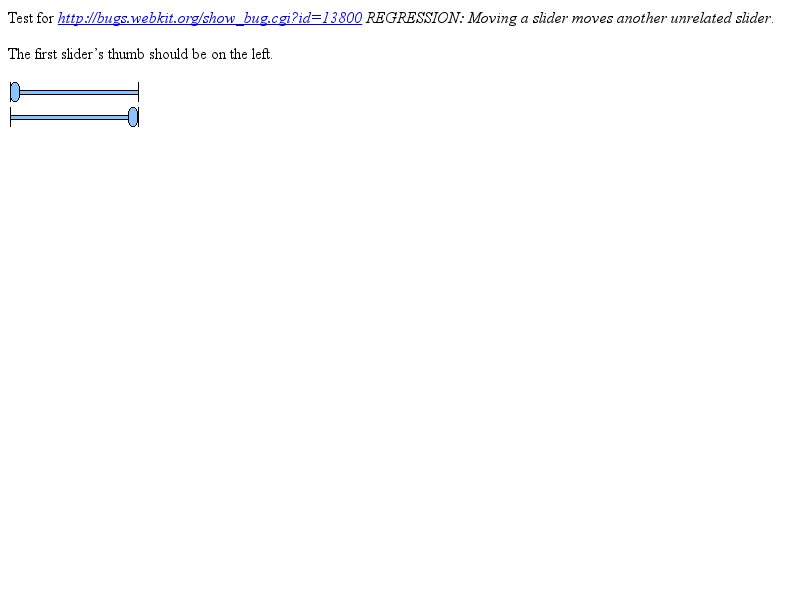 Test for http://bugs.webkit.org/show_bug.cgi?id=13800 REGRESSION: Moving a slider moves another unrelated slider.
The first slider’s thumb should be on the left.